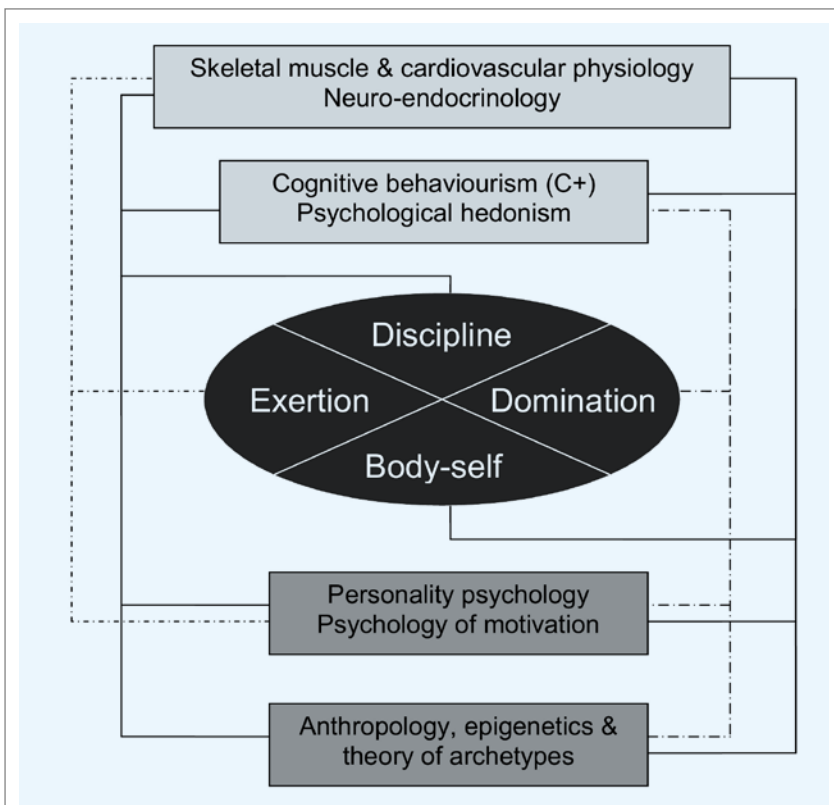 Skeletal muscle & cardiovascular physiology
Neuro-endocrinology
Cognitive behaviourism (C+)
Psychological hedonism
Discipline
Exertion
Domination
Body-self
Personality psychology
Psychology of motivation
Anthropology, epigenetics &
theory of archetypes